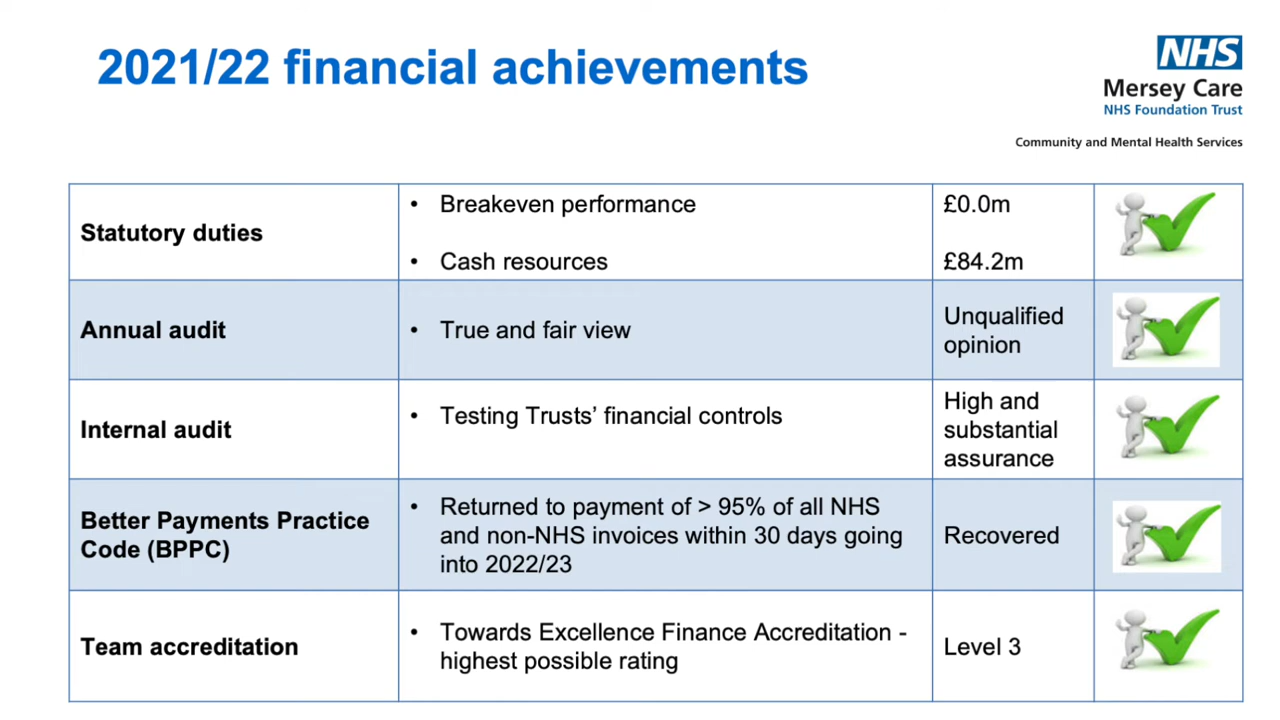 2021/22 financial achievements
NHS
Mersey Care
NHS Foundation Trust
Community and Mental Health Services
Statutory duties
• Breakeven performance
£0.0m
• Cash resources
£84.2m
Annual audit
• True and fair view
Unqualified
opinion
Internal audit
• Testing Trusts’ financial controls
High and
substantial
assurance
Better Payments Practice
Code (BPPC)
• Returned to payment of > 95% of all NHS
and non-NHS invoices within 30 days going
into 2022/23
Recovered
Team accreditation
• Towards Excellence Finance Accreditation -
highest possible rating
Level 3